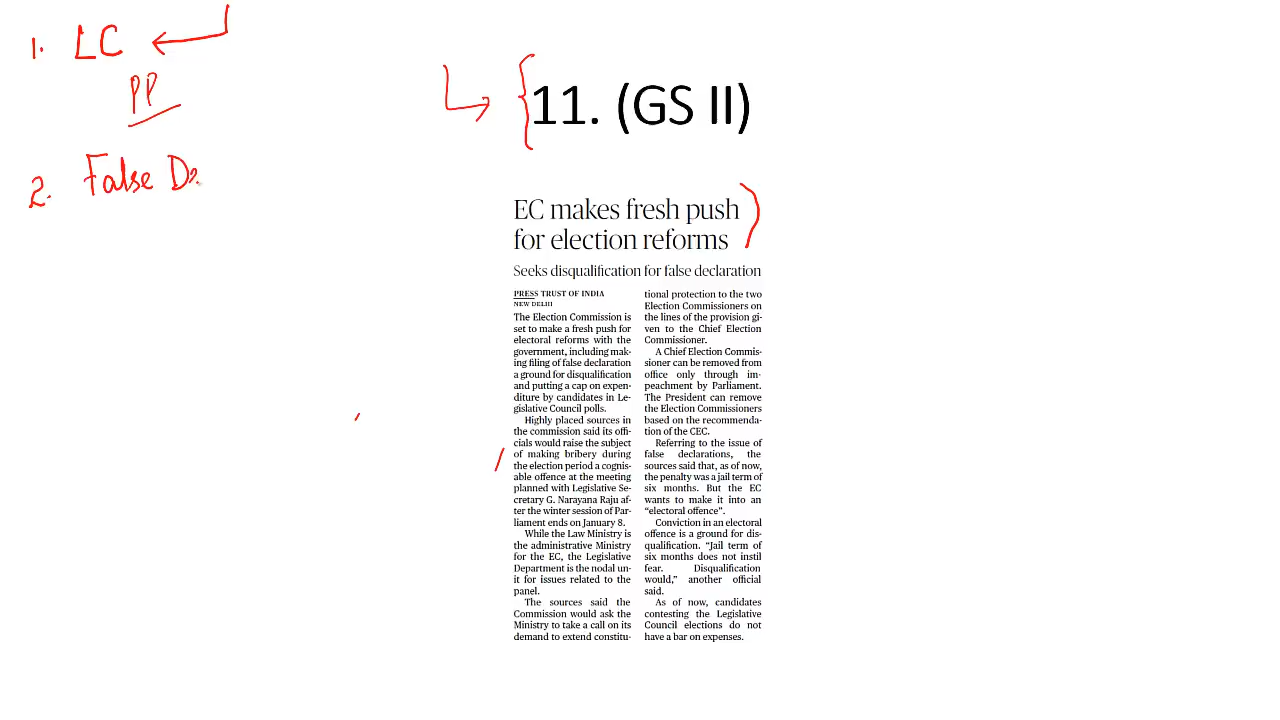 1. LC
PP
2. False D
11. (GS II)
EC makes fresh push
for election reforms
Seeks disqualification for false declaration
PRESS TRUST OF INDIA
NEW DELHI
The Election Commission is
set to make a fresh push for
electoral reforms with the
government, including mak-
ing filing of false declaration
a ground for disqualification
and putting a cap on expen-
diture by candidates in Le-
gislative Council polls.
Highly placed sources in
the commission said its offi-
cials would raise the subject
of making bribery during
the election period a cognis-
able offence at the meeting
planned with Legislative Se-
cretary G. Narayana Raju af-
ter the winter session of Par-
liament ends on January 8.
While the Law Ministry is
the administrative Ministry
for the EC, the Legislative
Department is the nodal un-
it for issues related to the
panel.
The sources said the
Commission would ask the
Ministry to take a call on its
demand to extend constitu-
tional protection to the two
Election Commissioners on
the lines of the provision gi-
ven to the Chief Election
Commissioner.
A Chief Election Commis-
sioner can be removed from
office only through im-
peachment by Parliament.
The President can remove
the Election Commissioners
based on the recommenda-
tion of the CEC.
Referring to the issue of
false declarations, the
sources said that, as of now,
the penalty was a jail term of
six months. But the EC
wants to make it into an
“electoral offence”.
Conviction in an electoral
offence is a ground for dis-
qualification. “Jail term of
six months does not instil
fear. Disqualification
would,” another official
said.
As of now, candidates
contesting the Legislative
Council elections do not
have a bar on expenses.